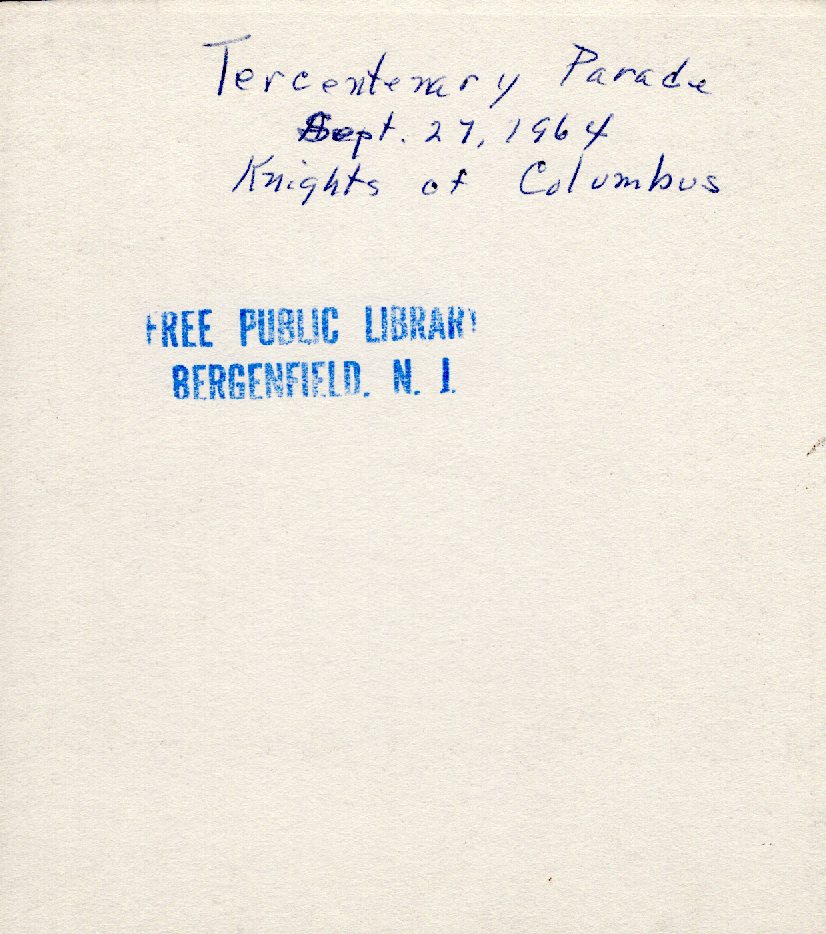 Tercentenary Parade
Sept. 27, 1964
Knights of Columbus
FREE PUBLIC LIBRARY
BERGENFIELD, N. J.